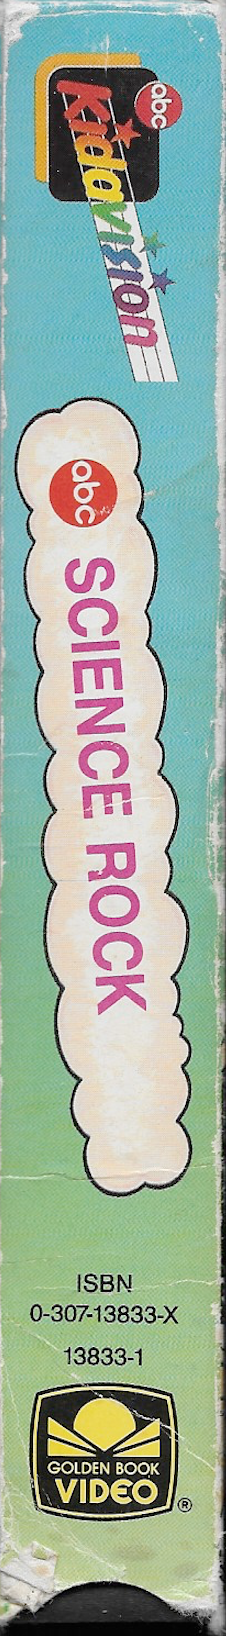 abc
Kidavision
abc
SCIENCE ROCK
ISBN
0-307-13833-X
13833-1
GOLDEN BOOK
VIDEO
®